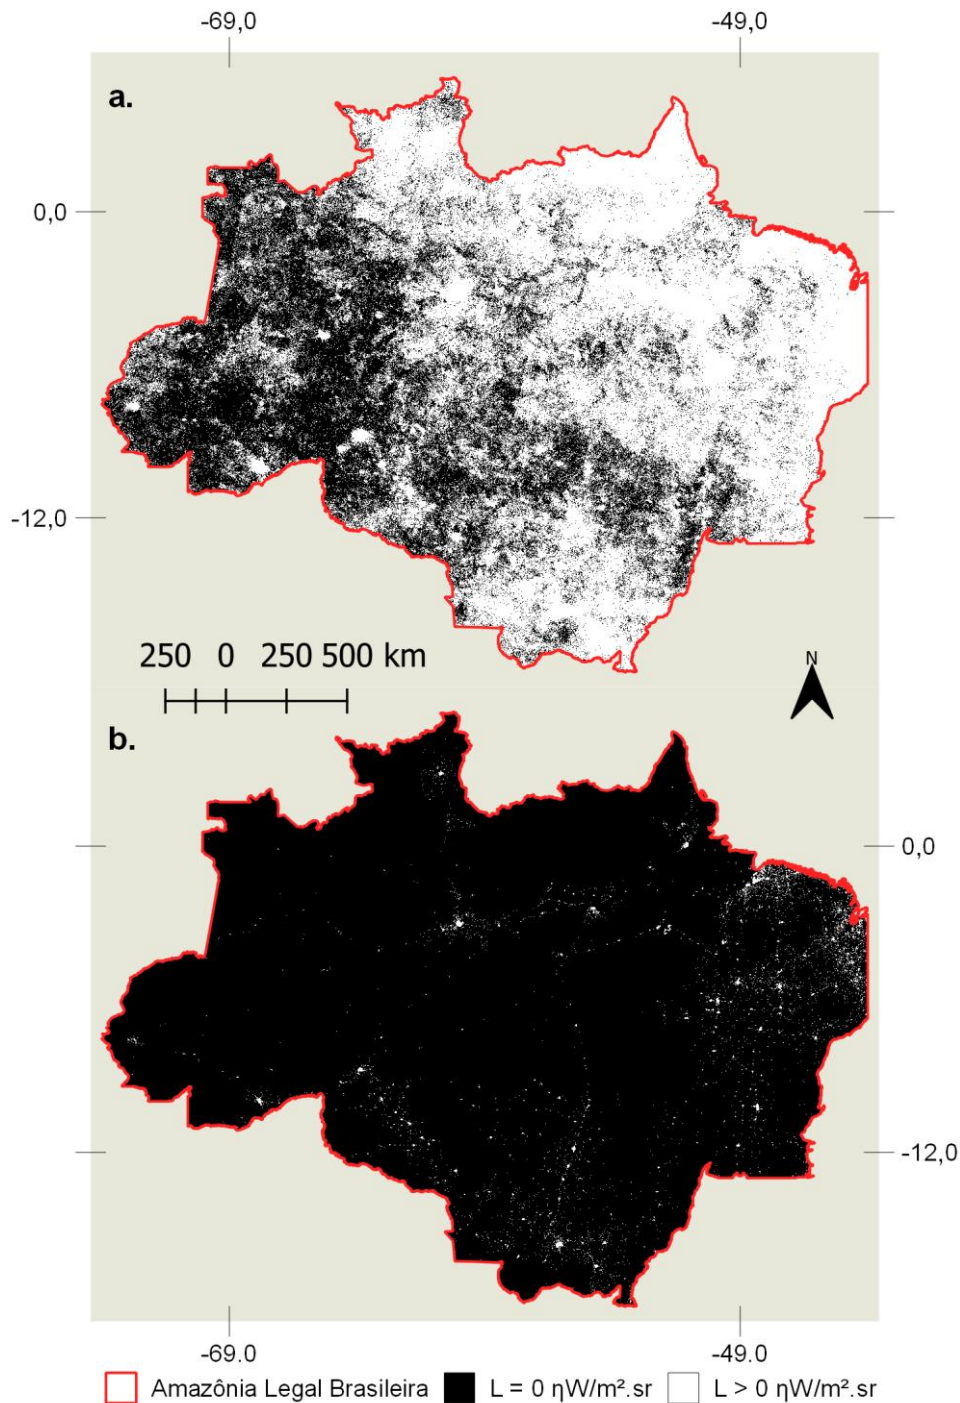 -69,0 -49,0
a.
0,0
-12,0
250 0 250 500 km
N
b.
0,0
-12,0
-69.0 -49.0
Amazônia Legal Brasileira L = 0 ηW/m².sr L > 0 ηW/m².sr